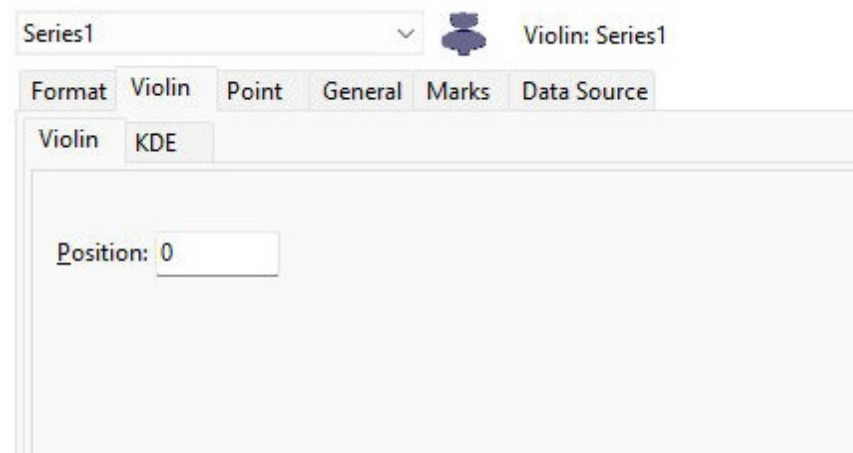 Series1 Violin: Series1
Format Violin Point General Marks Data Source
Violin KDE
Position: 0